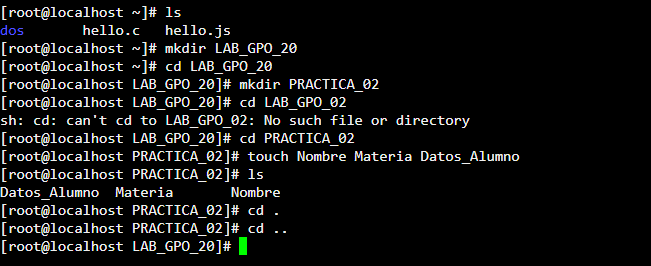 [root@localhost ~]# ls
dos hello.c hello.js
[root@localhost ~]# mkdir LAB_GPO_20
[root@localhost ~]# cd LAB_GPO_20
[root@localhost LAB_GPO_20]# mkdir PRACTICA_02
[root@localhost LAB_GPO_20]# cd LAB_GPO_02
sh: cd: can't cd to LAB_GPO_02: No such file or directory
[root@localhost LAB_GPO_20]# cd PRACTICA_02
[root@localhost PRACTICA_02]# touch Nombre Materia Datos_Alumno
[root@localhost PRACTICA_02]# ls
Datos_Alumno Materia Nombre
[root@localhost PRACTICA_02]# cd .
[root@localhost PRACTICA_02]# cd ..
[root@localhost LAB_GPO_20]#